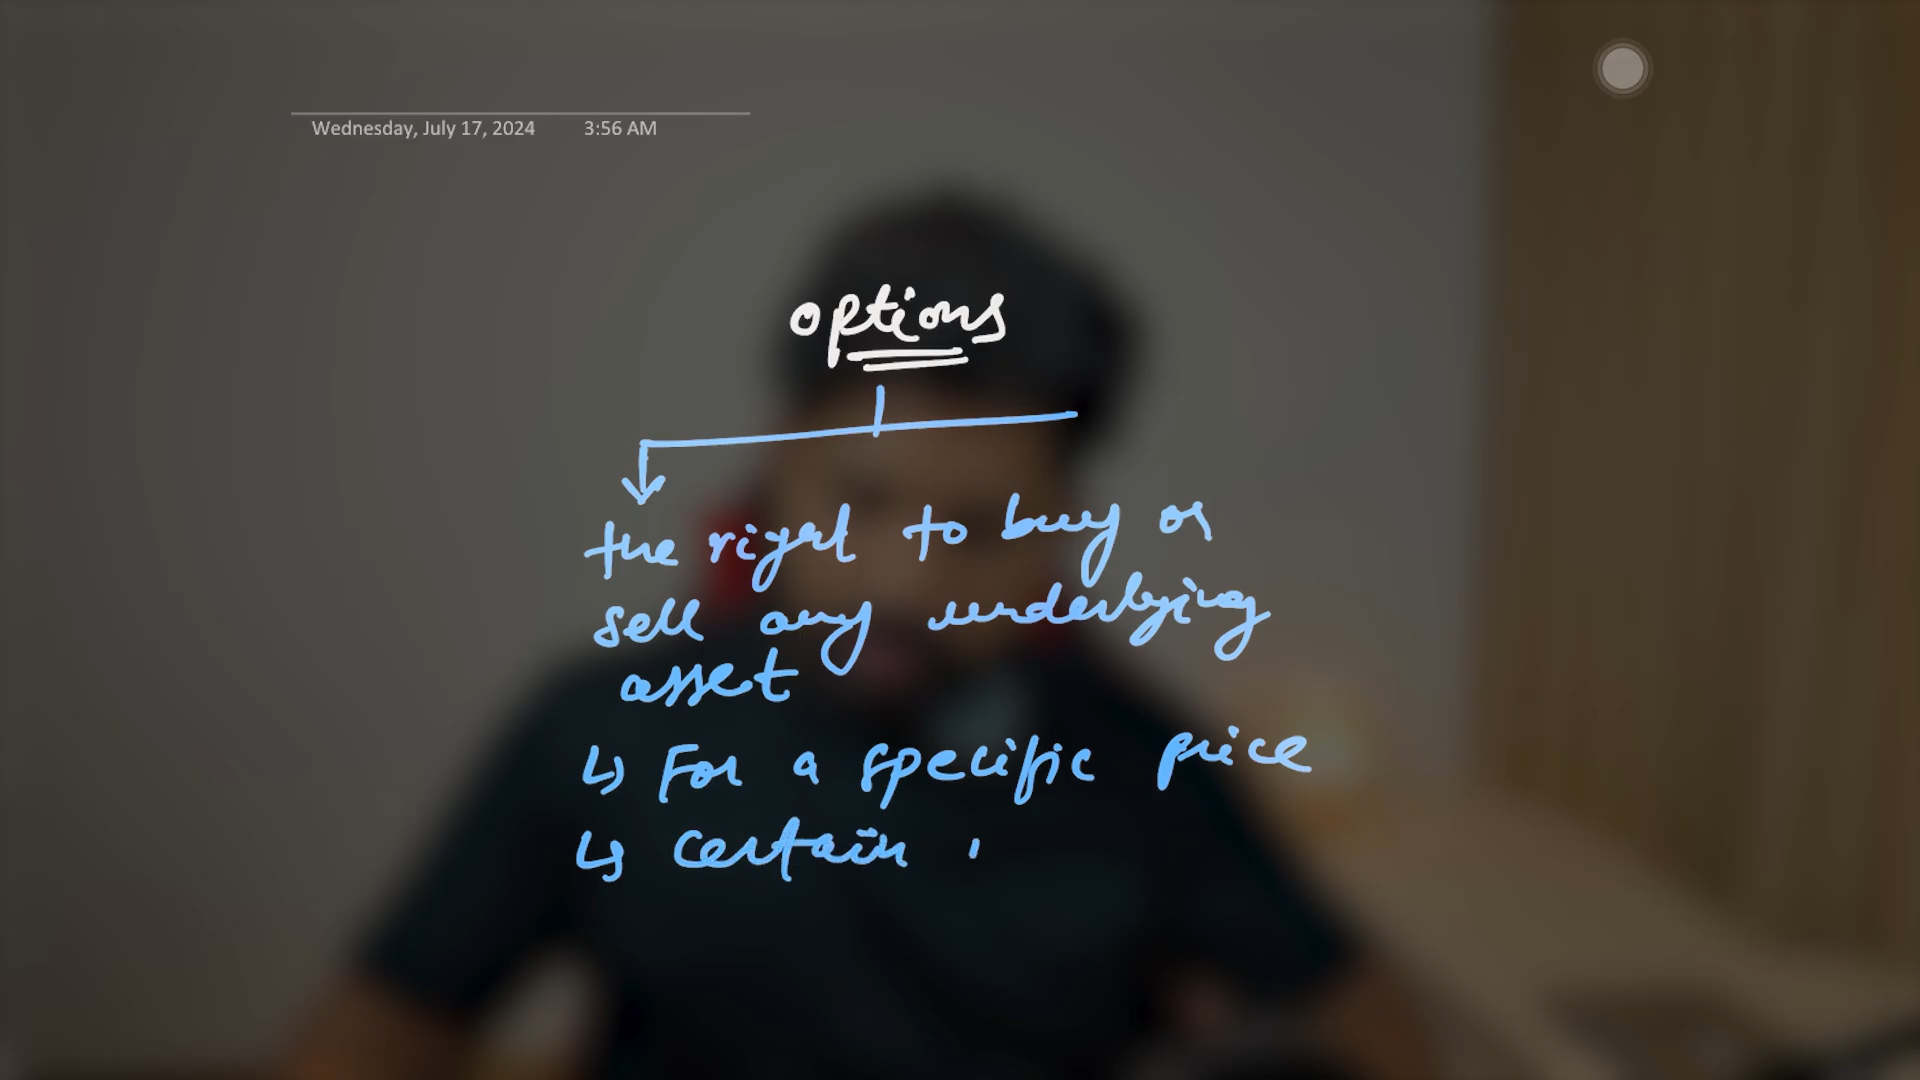 Wednesday, July 17, 2024 3:56 AM
options
the right to buy or
sell any underlying
asset
↳ For a specific price
↳ certain